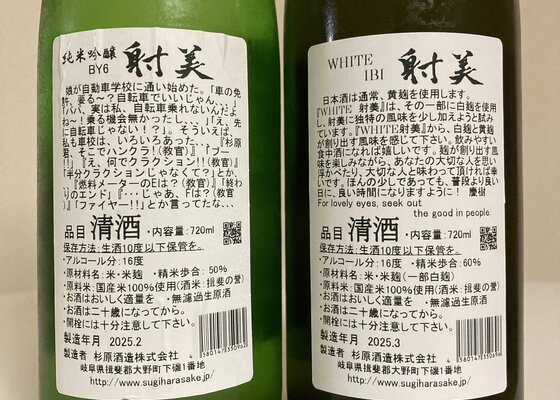 純米吟醸
BY6
射美
娘が自動車学校に通い始めた。「車の免
許、要る～?自転車でいいじゃん、、」
「パパ、実は私、自転車乗れないんだよ
ね～!乗る機会無かったし、、」「え、先
に自転車じゃない!?」。そういえば、
私も車校は、いろいろあった、、『杉原
君、そこでハンクラ!(教官)』「プー
!!」『え、何でクラクション!!(教官)』
「半分クラクションじゃなくて?」とか、
、『燃料メーターのEは?(教官)』「終わ
りのエンド」『・・じゃあ、Fは?(教官)』
「ファイヤー!!」とか言ってたな、、
品目 清酒 ・内容量:720ml
保存方法:生酒10度以下保管を。
・アルコール分:16度
・原材料名:米・米麹 ・精米歩合:50%
・原料米:国産米100%使用(酒米:揖斐の誉)
・お酒はおいしく適量を ・無濾過生原酒
・お酒は二十歳になってから。
・開栓には十分注意して下さい。
製造年月 2025.2
製造者 杉原酒造株式会社
岐阜県揖斐郡大野町下磯1番地
http://www.sugiharasake.jp/
4 580147 350062
WHITE
IBI
射美
日本酒は通常、黄麹を使用します。
『WHITE 射美』は、その一部に白麹を使用
し、射美に独特の風味を少し加えようと試
みています。『WHITE射美』から、白麹と黄麹
が創り出す風味を感じて下さい。飲みやすい
食中酒になれば嬉しいです。麹が創り出す風
味を楽しみながら、あなたの大切な人を思い
浮かべたり、大切な人と味わって頂ければ幸
いです。ほんの少しであっても、普段より良い
日に、良い時間になりますように! 慶樹
For lovely eyes, seek out
the good in people.
品目 清酒 ・内容量:720ml
保存方法:生酒10度以下保管を。
・アルコール分:16度 ・精米歩合:60%
・原材料名:米・米麹(一部白麹)
・原料米:国産米100%使用(酒米:揖斐の誉)
・お酒はおいしく適量を ・無濾過生原酒
・お酒は二十歳になってから。
・開栓には十分注意して下さい。
製造年月 2025.3
製造者 杉原酒造株式会社
岐阜県揖斐郡大野町下磯1番地
http://www.sugiharasake.jp/
4 580147 350696